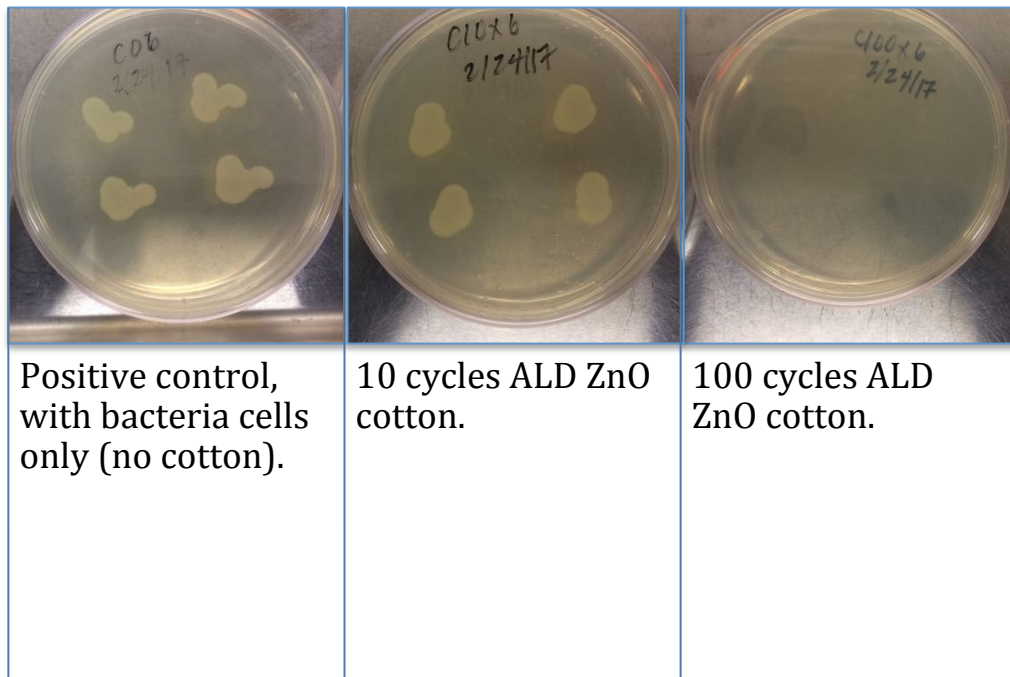 C06
2/24/17
C10x6
2/24/17
C100x6
2/24/17
Positive control,
with bacteria cells
only (no cotton).
10 cycles ALD ZnO
cotton.
100 cycles ALD
ZnO cotton.